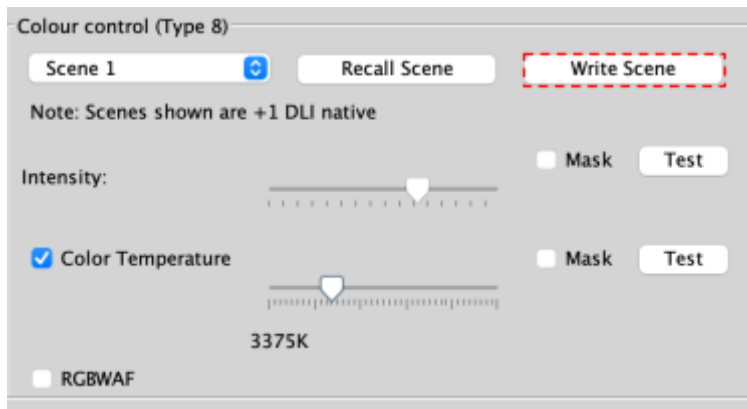 Colour control (Type 8)
Scene 1 Recall Scene Write Scene
Note: Scenes shown are +1 DLI native
Mask Test
Intensity:
Color Temperature Mask Test
3375K
RGBWAF